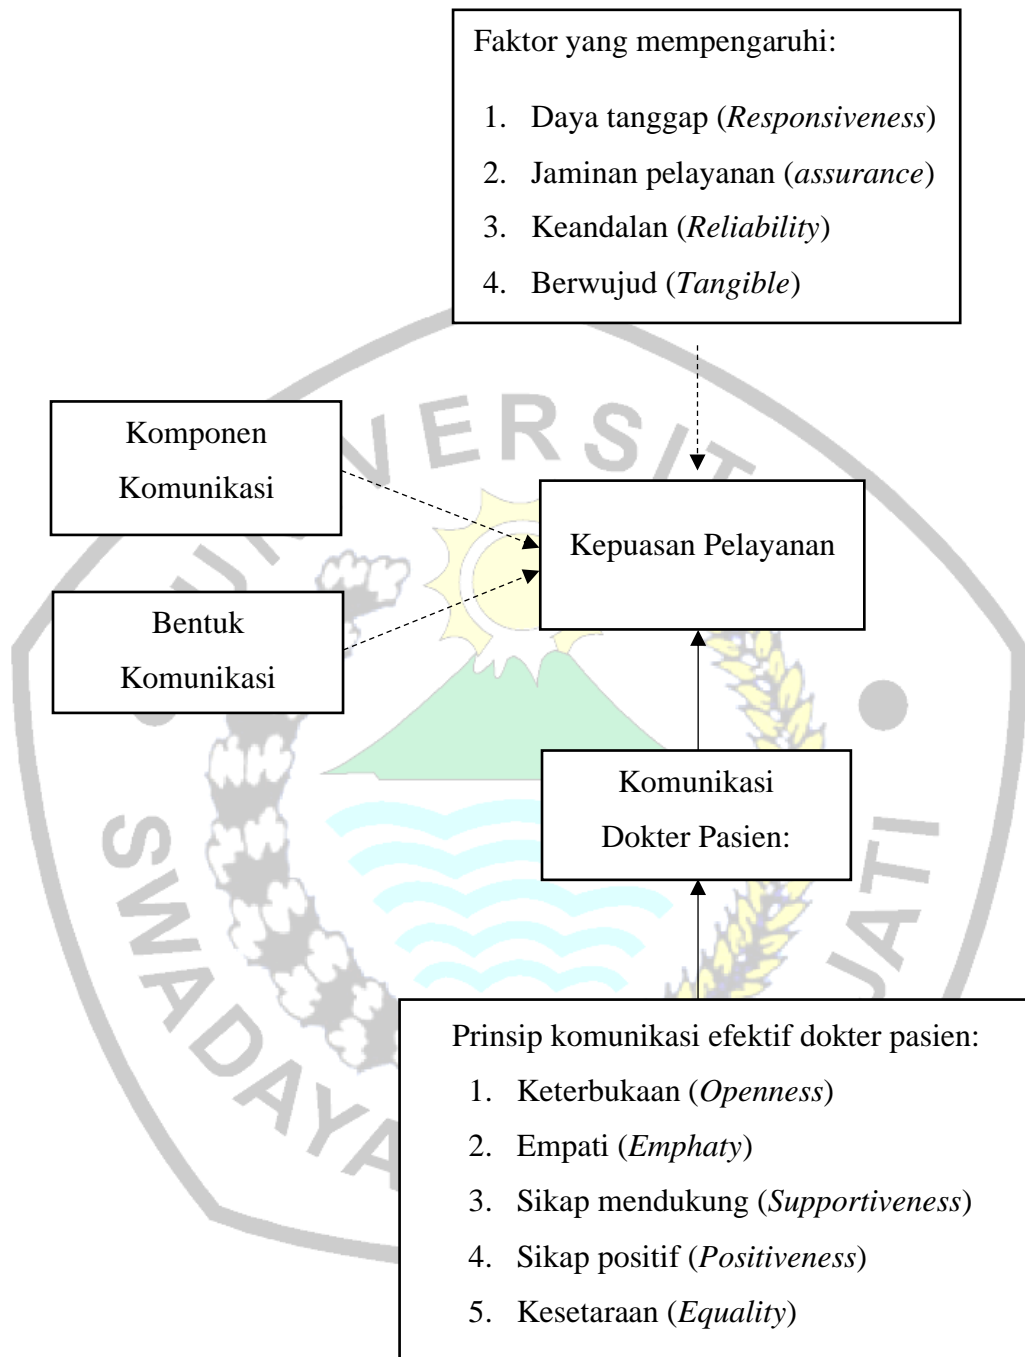 Faktor yang mempengaruhi:
1. Daya tanggap (Responsiveness)
2. Jaminan pelayanan (assurance)
3. Keandalan (Reliability)
4. Berwujud (Tangible)
Komponen
Komunikasi
Kepuasan Pelayanan
Bentuk
Komunikasi
Komunikasi
Dokter Pasien:
Prinsip komunikasi efektif dokter pasien:
1. Keterbukaan (Openness)
2. Empati (Emphaty)
3. Sikap mendukung (Supportiveness)
4. Sikap positif (Positiveness)
5. Kesetaraan (Equality)
SWADAYA
JATI